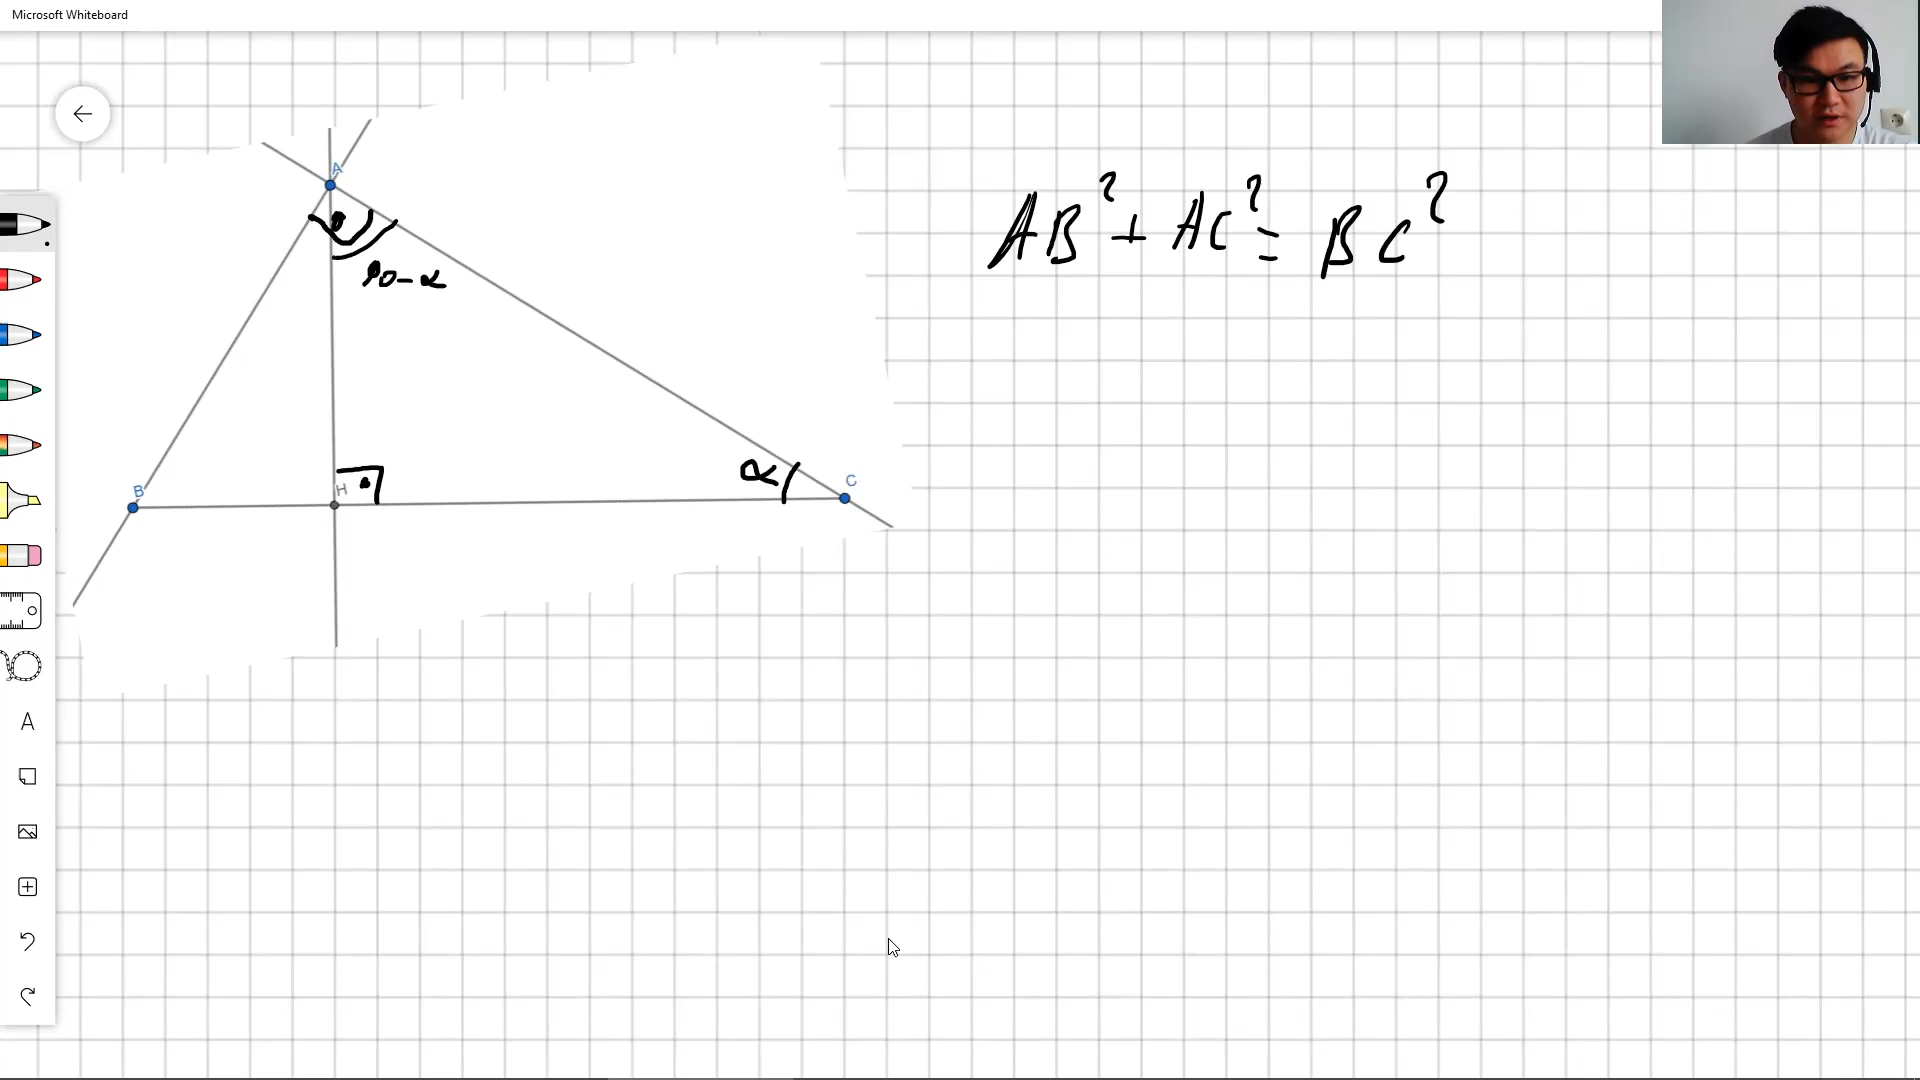 Microsoft Whiteboard
A
90-α
AB² + AC² = BC²
α
C
B
H
A